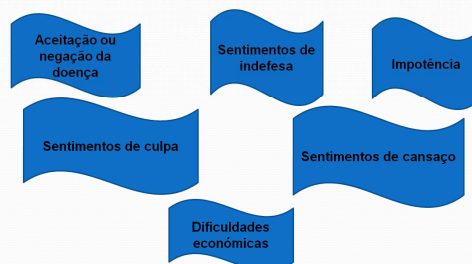 Aceitação ou
negação da
doença
Sentimentos de
indefesa
Impotência
Sentimentos de culpa
Sentimentos de cansaço
Dificuldades
económicas